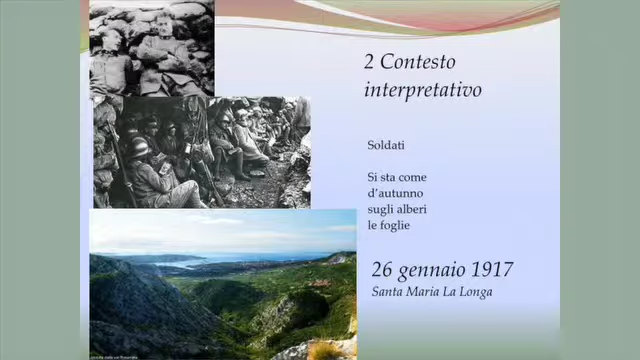 2 Contesto
interpretativo
Soldati
Si sta come
d’autunno
sugli alberi
le foglie
26 gennaio 1917
Santa Maria La Longa